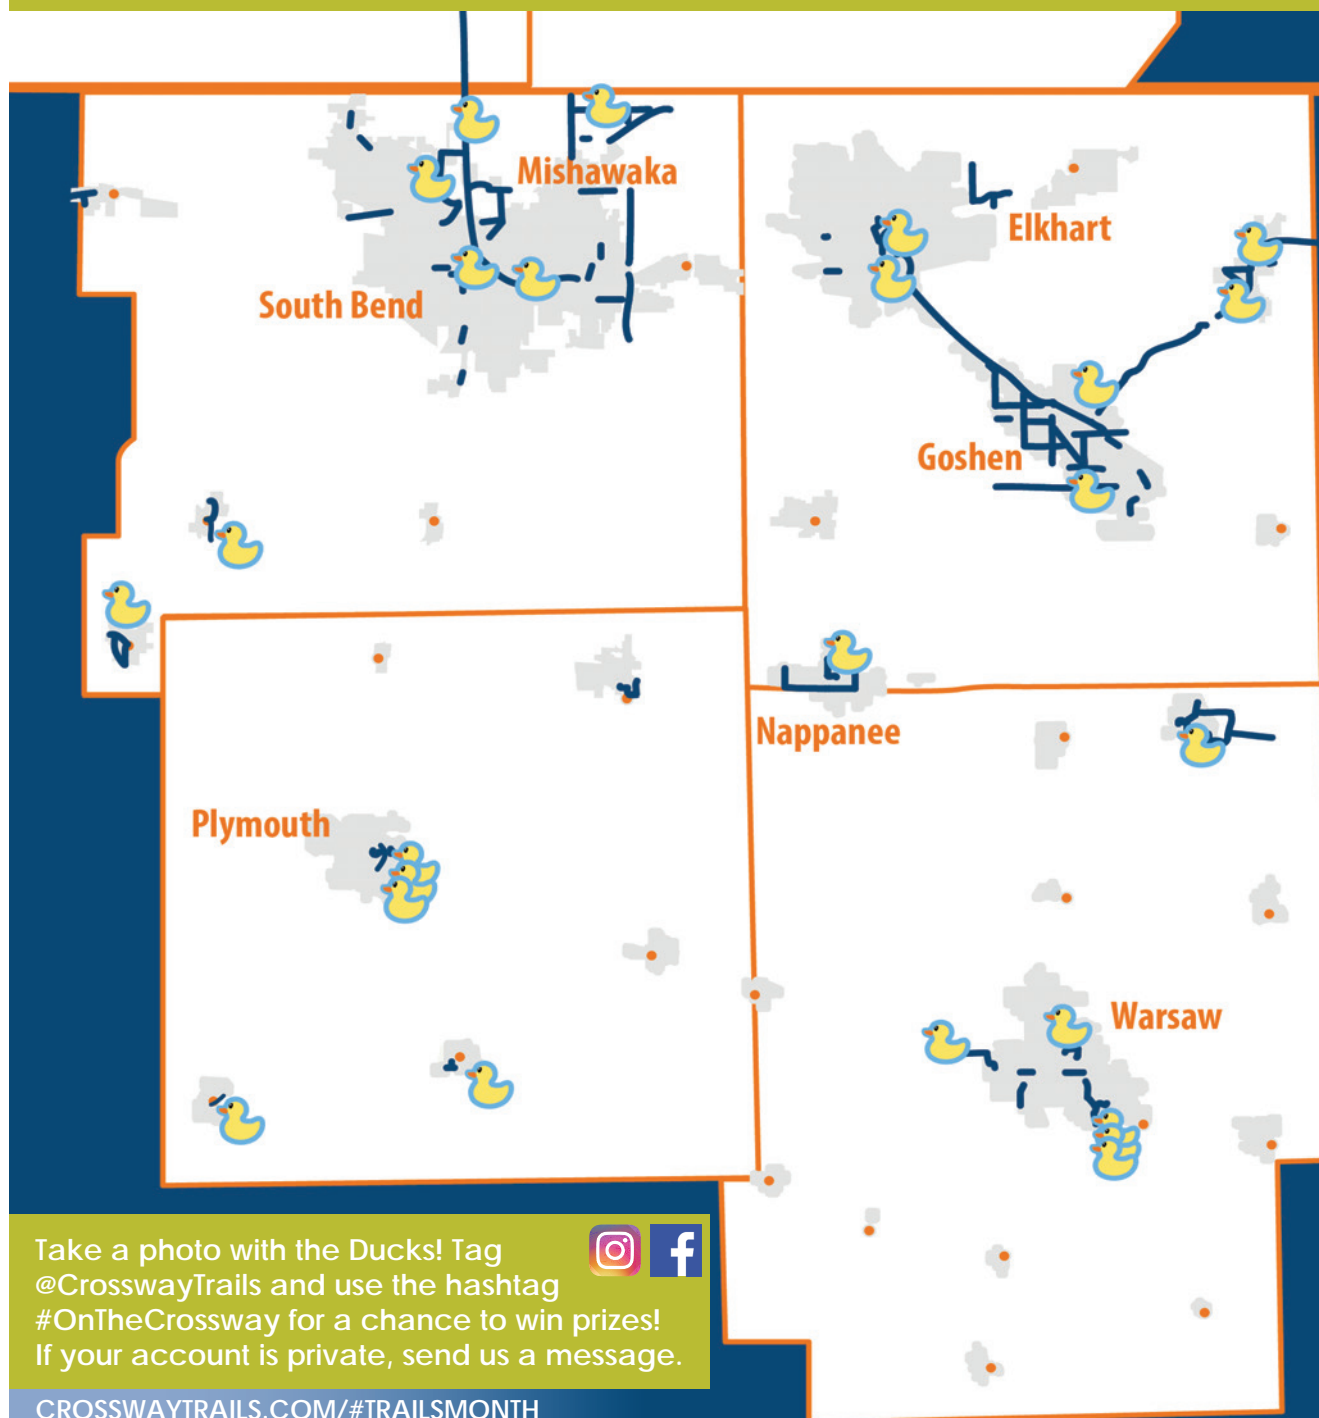 Mishawaka
Elkhart
South Bend
Goshen
Nappanee
Plymouth
Warsaw
Take a photo with the Ducks! Tag
@CrosswayTrails and use the hashtag
#OnTheCrossway for a chance to win prizes!
If your account is private, send us a message.
CROSSWAYTRAILS.COM/#TRAILSMONTH